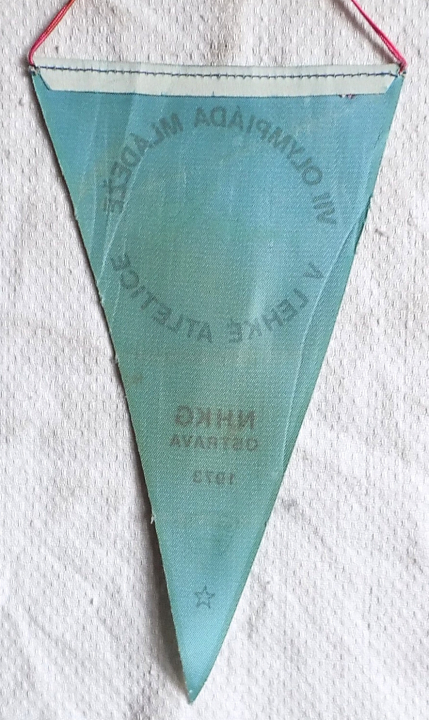 VII OLYMPIÁDA MLÁDEŽE
V LEHKÉ ATLETICE
NHKG
OSTRAVA
1973